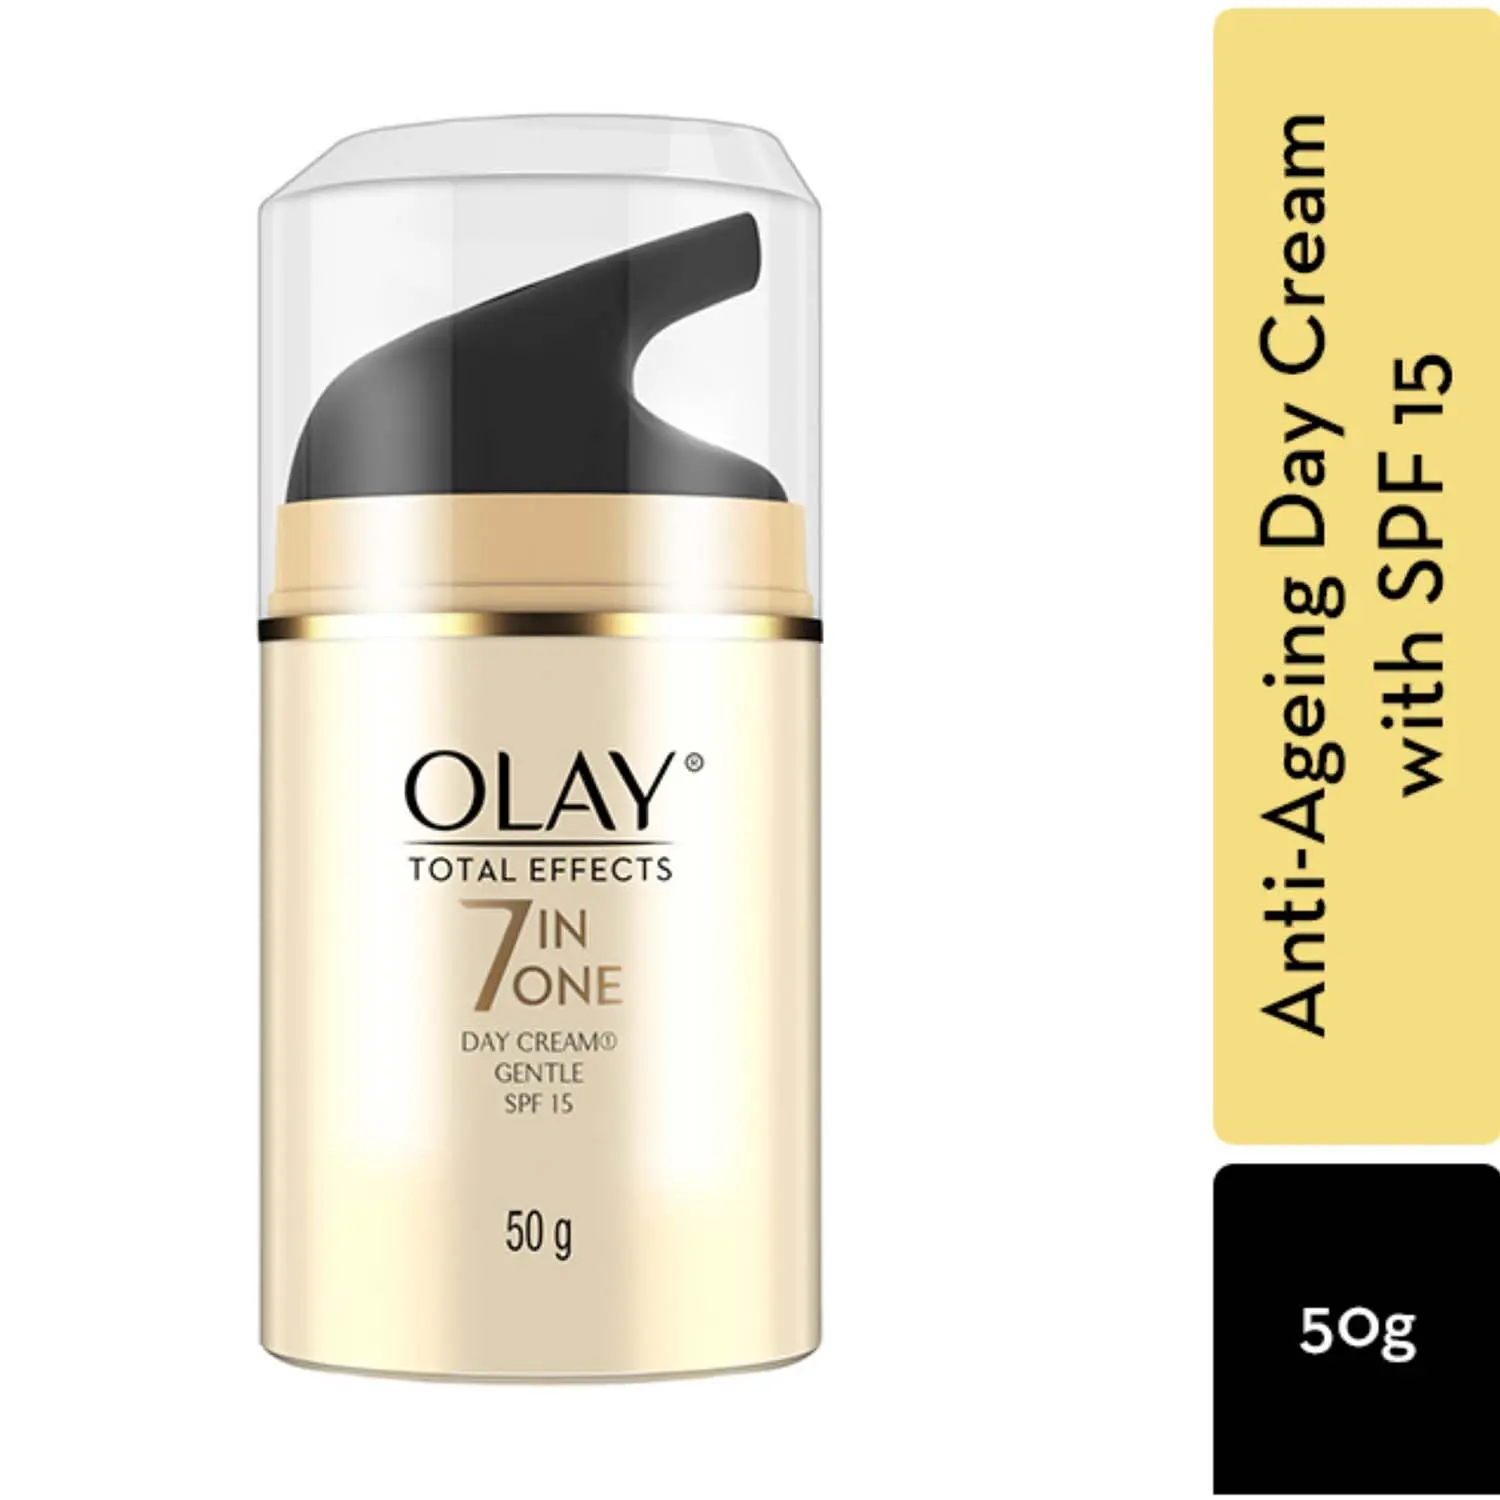 OLAY®
TOTAL EFFECTS
7 IN
ONE
DAY CREAM①
GENTLE
SPF 15
50 g
Anti-Ageing Day Cream
with SPF 15
50g